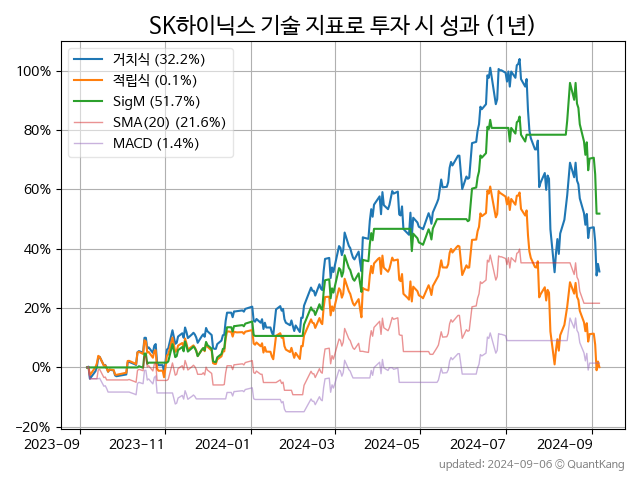 SK하이닉스 기술 지표로 투자 시 성과 (1년)
거치식 (32.2%)
적립식 (0.1%)
SigM (51.7%)
SMA(20) (21.6%)
MACD (1.4%)
100%
80%
60%
40%
20%
0%
−20%
2023-09 2023-11 2024-01 2024-03 2024-05 2024-07 2024-09
updated: 2024-09-06 © QuantKang